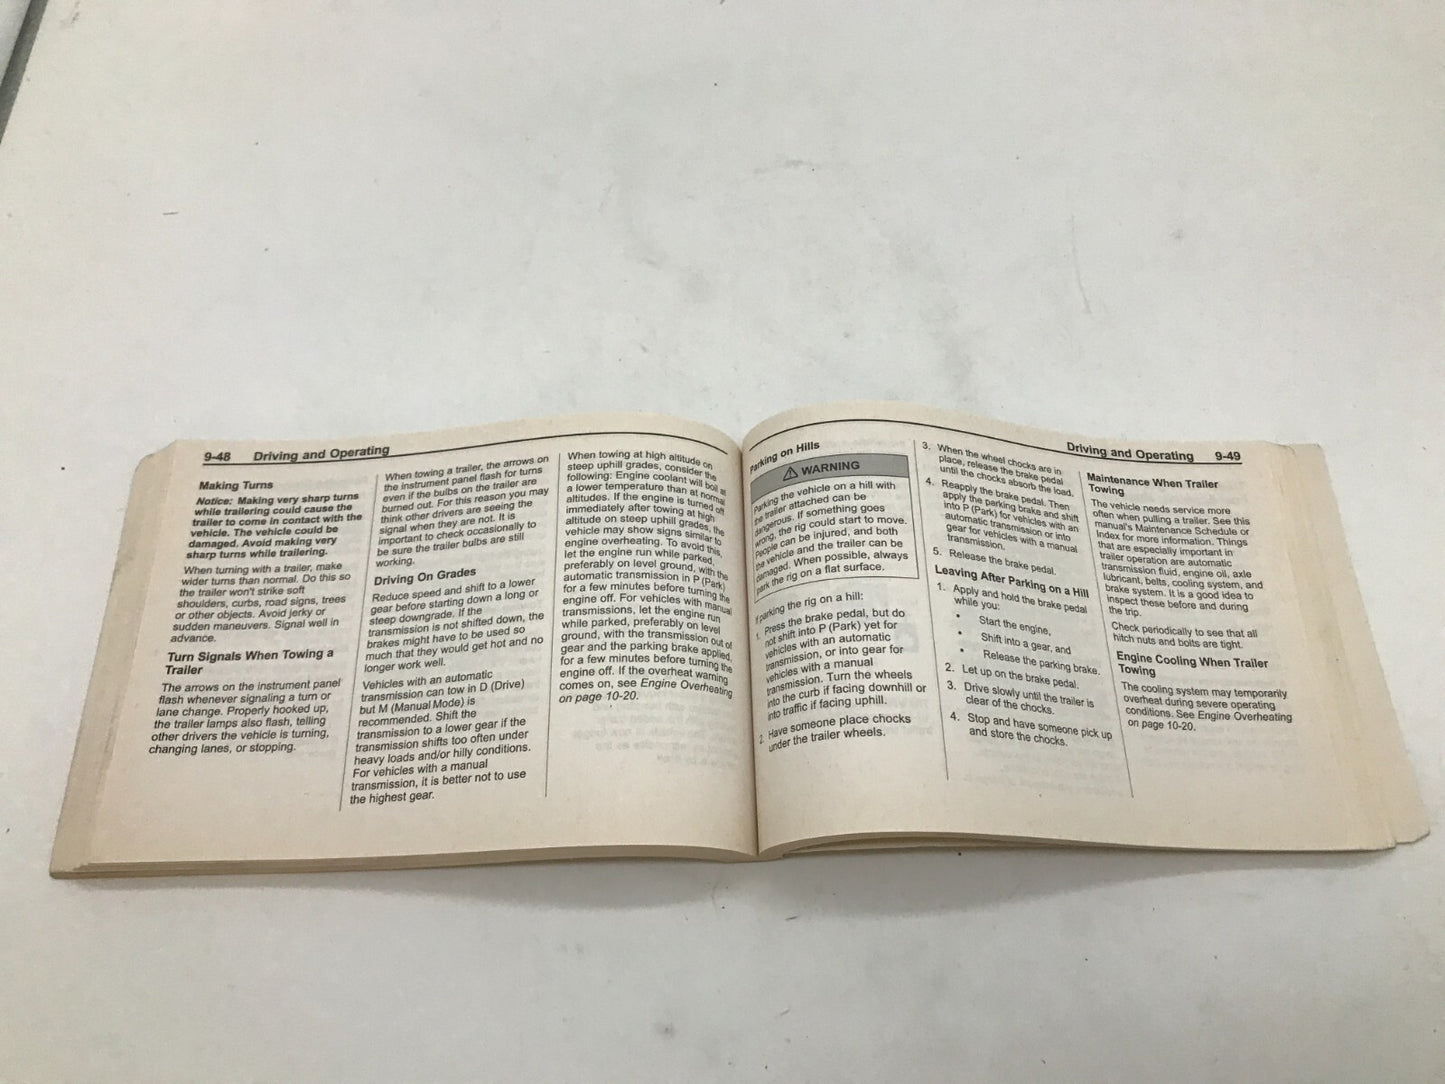 9-48 Driving and Operating
Making Turns
Notice: Making very sharp turns
while trailering could cause the
trailer to come in contact with the
vehicle. The vehicle could be
damaged. Avoid making very
sharp turns while trailering.
When turning with a trailer, make
wider turns than normal. Do this so
the trailer won't strike soft
shoulders, curbs, road signs, trees
or other objects. Avoid jerky or
sudden maneuvers. Signal well in
advance.
Turn Signals When Towing a
Trailer
The arrows on the instrument panel
flash whenever signaling a turn or
lane change. Properly hooked up,
the trailer lamps also flash, telling
other drivers the vehicle is turning,
changing lanes, or stopping.
When towing a trailer, the arrows on
the instrument panel flash for turns
even if the bulbs on the trailer are
burned out. For this reason you may
think other drivers are seeing the
signal when they are not. It is
important to check occasionally to
be sure the trailer bulbs are still
working.
Driving On Grades
Reduce speed and shift to a lower
gear before starting down a long or
steep downgrade. If the
transmission is not shifted down, the
brakes might have to be used so
much that they would get hot and no
longer work well.
Vehicles with an automatic
transmission can tow in D (Drive)
but M (Manual Mode) is
recommended. Shift the
transmission to a lower gear if the
transmission shifts too often under
heavy loads and/or hilly conditions.
For vehicles with a manual
transmission, it is better not to use
the highest gear.
When towing at high altitude on
steep uphill grades, consider the
following: Engine coolant will boil at
a lower temperature than at normal
altitudes. If the engine is turned off
immediately after towing at high
altitude on steep uphill grades, the
vehicle may show signs similar to
engine overheating. To avoid this,
let the engine run while parked,
preferably on level ground, with the
automatic transmission in P (Park)
for a few minutes before turning the
engine off. For vehicles with manual
transmissions, let the engine run
while parked, preferably on level
ground, with the transmission out of
gear and the parking brake applied,
for a few minutes before turning the
engine off. If the overheat warning
comes on, see Engine Overheating
on page 10-20.
Driving and Operating 9-49
Parking on Hills
⚠ WARNING
Parking the vehicle on a hill with
the trailer attached can be
dangerous. If something goes
wrong, the rig could start to move.
People can be injured, and both
the vehicle and the trailer can be
damaged. When possible, always
park the rig on a flat surface.
If parking the rig on a hill:
1. Press the brake pedal, but do
not shift into P (Park) yet for
vehicles with an automatic
transmission, or into gear for
vehicles with a manual
transmission. Turn the wheels
into the curb if facing downhill or
into traffic if facing uphill.
2. Have someone place chocks
under the trailer wheels.
3. When the wheel chocks are in
place, release the brake pedal
until the chocks absorb the load.
4. Reapply the brake pedal. Then
apply the parking brake and shift
into P (Park) for vehicles with an
automatic transmission or into
gear for vehicles with a manual
transmission.
5. Release the brake pedal.
Leaving After Parking on a Hill
1. Apply and hold the brake pedal
while you:
• Start the engine,
• Shift into a gear, and
• Release the parking brake.
2. Let up on the brake pedal.
3. Drive slowly until the trailer is
clear of the chocks.
4. Stop and have someone pick up
and store the chocks.
Maintenance When Trailer
Towing
The vehicle needs service more
often when pulling a trailer. See this
manual's Maintenance Schedule or
Index for more information. Things
that are especially important in
trailer operation are automatic
transmission fluid, engine oil, axle
lubricant, belts, cooling system, and
brake system. It is a good idea to
inspect these before and during
the trip.
Check periodically to see that all
hitch nuts and bolts are tight.
Engine Cooling When Trailer
Towing
The cooling system may temporarily
overheat during severe operating
conditions. See Engine Overheating
on page 10-20.